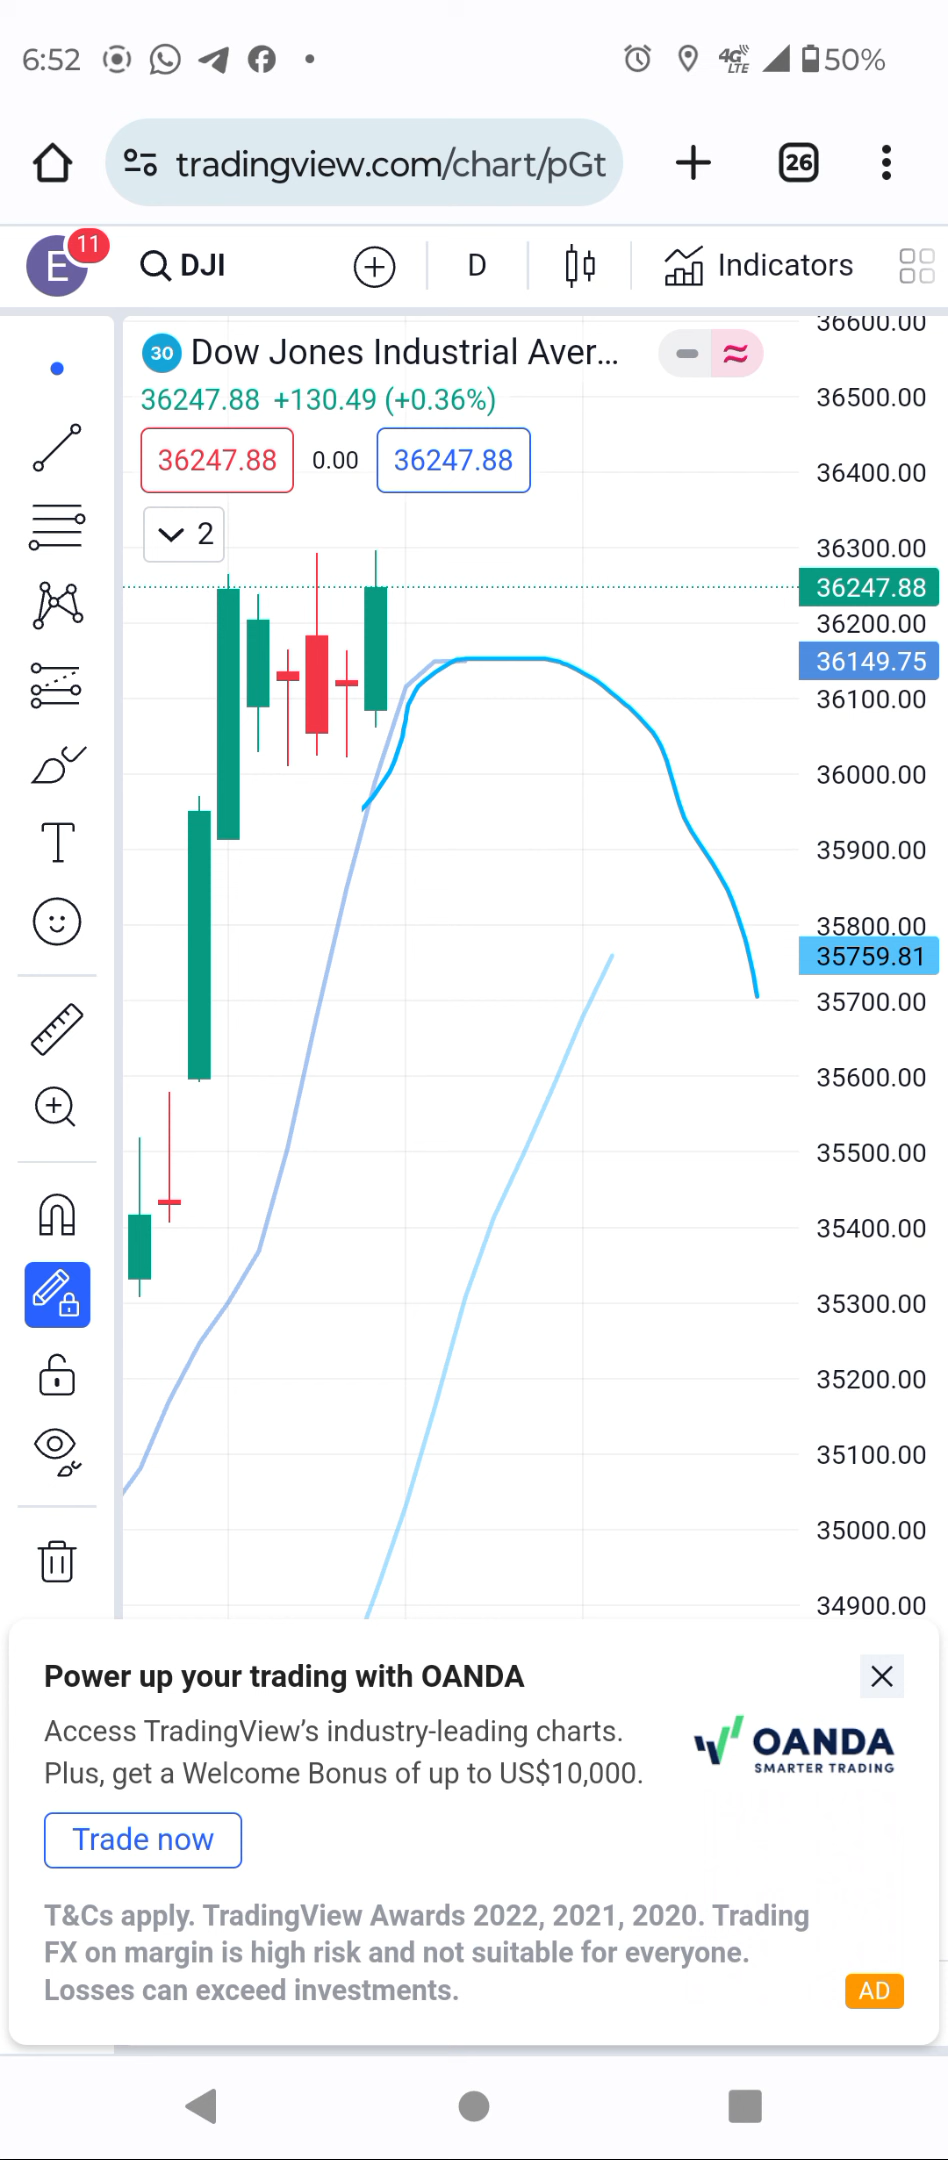 6:52
4G LTE
50%
tradingview.com/chart/pGt
26
E
11
DJI
D
Indicators
30
Dow Jones Industrial Aver...
36247.88 +130.49 (+0.36%)
36247.88
0.00
36247.88
2
36600.00
36500.00
36400.00
36300.00
36247.88
36200.00
36149.75
36100.00
36000.00
35900.00
35800.00
35759.81
35700.00
35600.00
35500.00
35400.00
35300.00
35200.00
35100.00
35000.00
34900.00
Power up your trading with OANDA
Access TradingView’s industry-leading charts.
Plus, get a Welcome Bonus of up to US$10,000.
OANDA
SMARTER TRADING
Trade now
T&Cs apply. TradingView Awards 2022, 2021, 2020. Trading
FX on margin is high risk and not suitable for everyone.
Losses can exceed investments.
AD